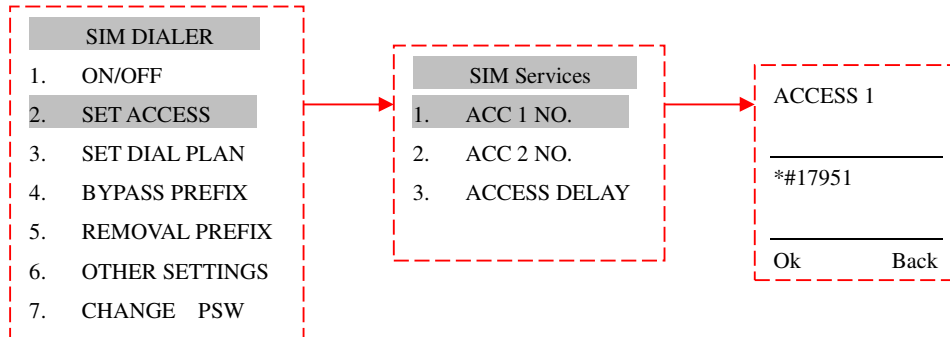 SIM DIALER
1. ON/OFF
2. SET ACCESS
3. SET DIAL PLAN
4. BYPASS PREFIX
5. REMOVAL PREFIX
6. OTHER SETTINGS
7. CHANGE PSW
SIM Services
1. ACC 1 NO.
2. ACC 2 NO.
3. ACCESS DELAY
ACCESS 1
*#17951
Ok Back